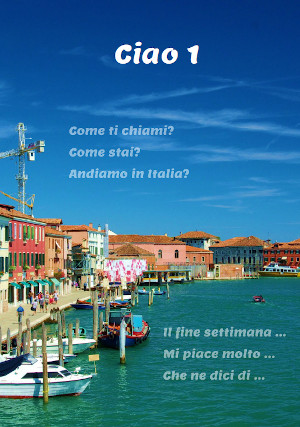 Ciao 1
Come ti chiami?
Come stai?
Andiamo in Italia?
Il fine settimana ...
Mi piace molto ...
Che ne dici di ...